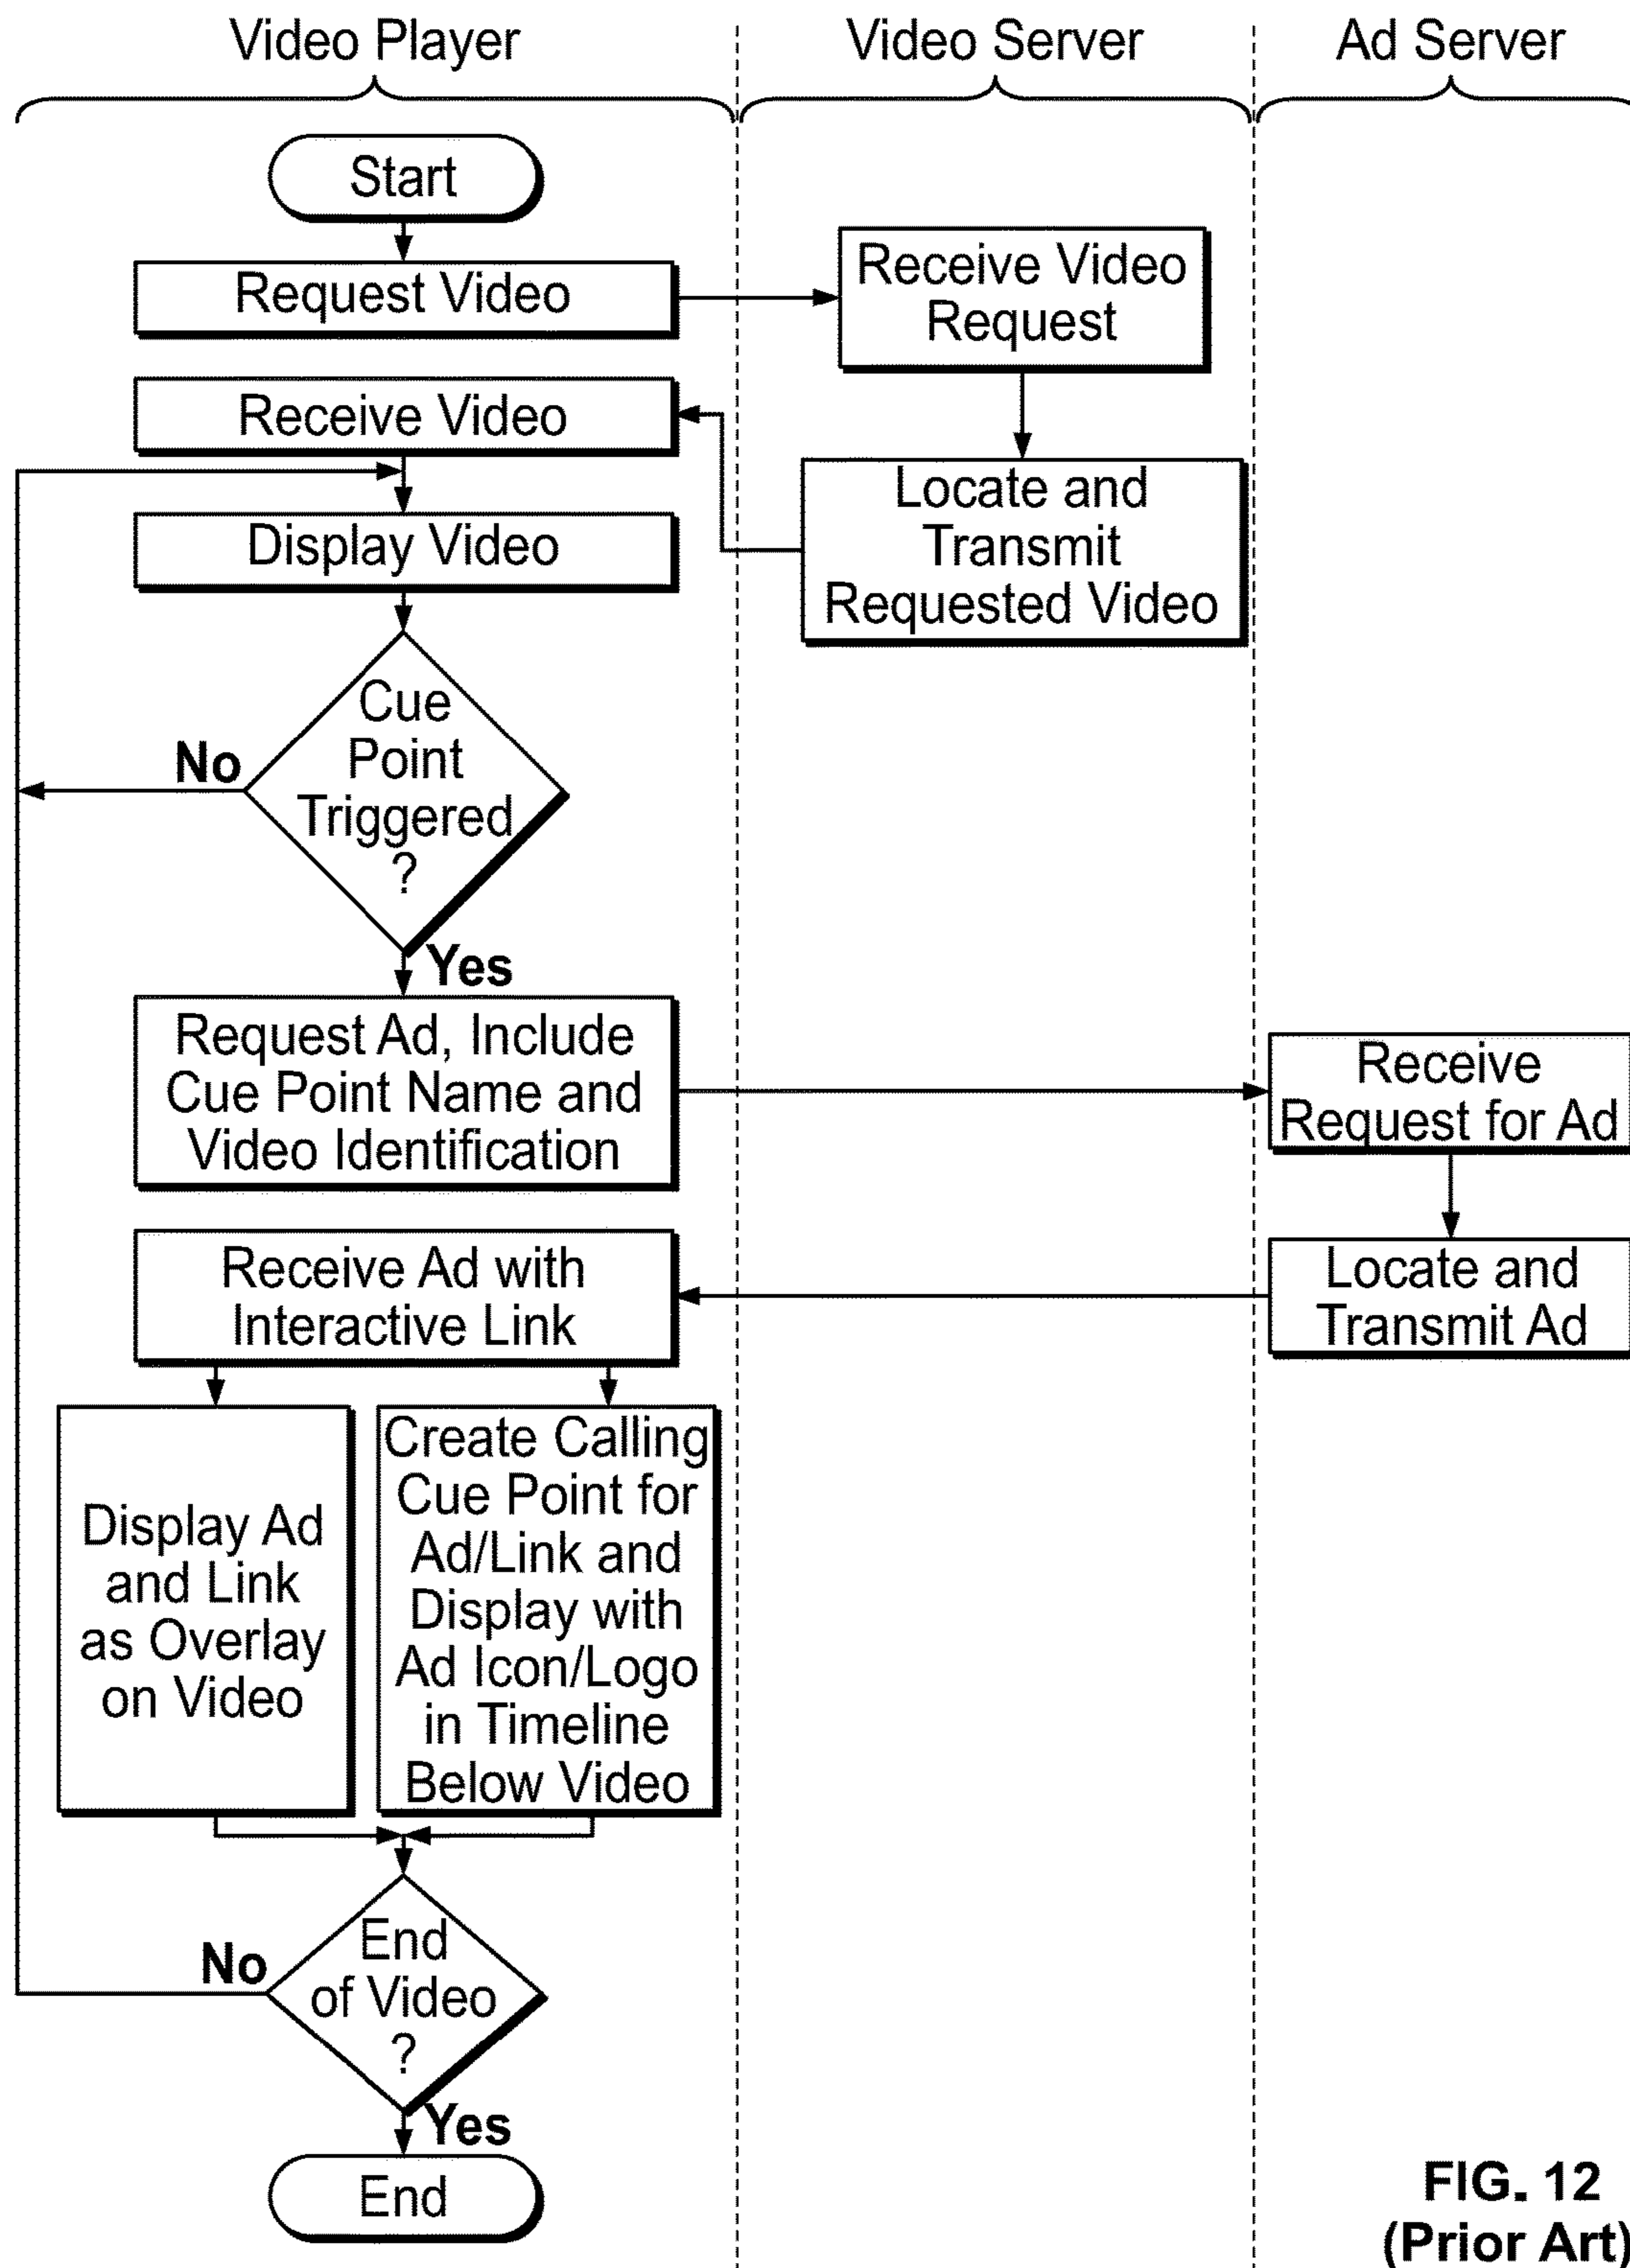 Video Player
Video Server
Ad Server
Start
Request Video
Receive Video
Request
Receive Video
Locate and
Transmit
Requested Video
Display Video
Cue
Point
Triggered
?
No
Yes
Request Ad, Include
Cue Point Name and
Video Identification
Receive
Request for Ad
Receive Ad with
Interactive Link
Locate and
Transmit Ad
Display Ad
and Link
as Overlay
on Video
Create Calling
Cue Point for
Ad/Link and
Display with
Ad Icon/Logo
in Timeline
Below Video
End
of Video
?
No
Yes
End
FIG. 12
(Prior Art)